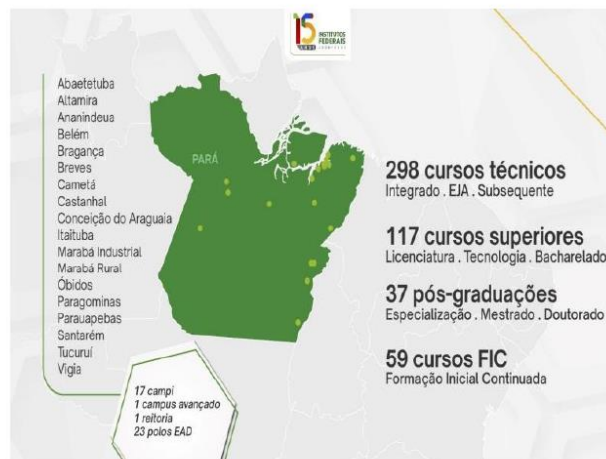 15
ANOS
INSTITUTOS
FEDERAIS
Abaetetuba
Altamira
Ananindeua
Belém
Bragança
Breves
Cametá
Castanhal
Conceição do Araguaia
Itaituba
Marabá Industrial
Marabá Rural
Óbidos
Paragominas
Parauapebas
Santarém
Tucuruí
Vigia
PARÁ
298 cursos técnicos
Integrado . EJA . Subsequente
117 cursos superiores
Licenciatura . Tecnologia . Bacharelado
37 pós-graduações
Especialização . Mestrado . Doutorado
59 cursos FIC
Formação Inicial Continuada
17 campi
1 campus avançado
1 reitoria
23 polos EAD